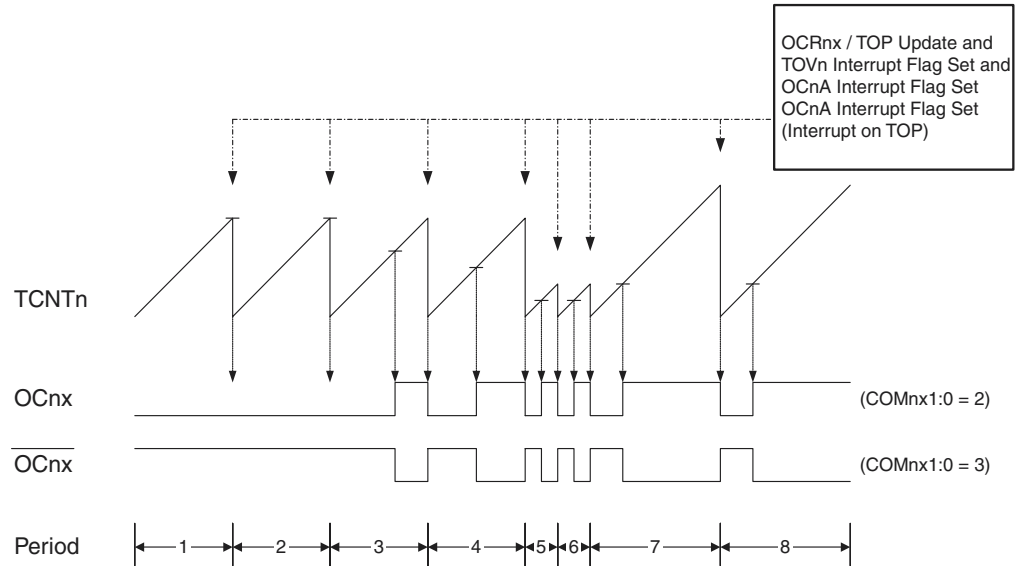 OCRnx / TOP Update and
TOVn Interrupt Flag Set and
OCnA Interrupt Flag Set
OCnA Interrupt Flag Set
(Interrupt on TOP)
TCNTn
OCnx
(COMnx1:0 = 2)
OCnx
(COMnx1:0 = 3)
Period
1 2 3 4 5 6 7 8